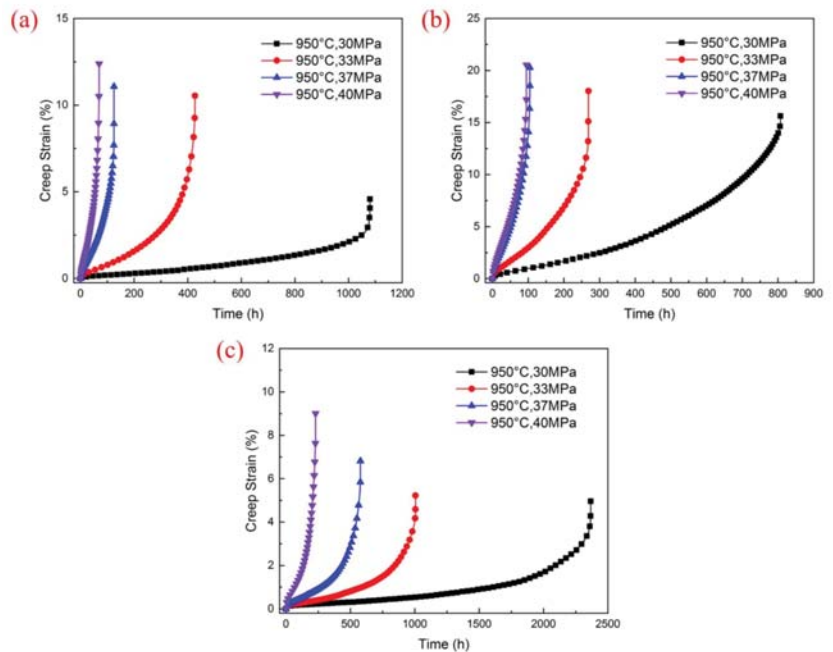 (a)
15
10
5
0
Creep Strain (%)
950°C,30MPa
950°C,33MPa
950°C,37MPa
950°C,40MPa
0 200 400 600 800 1000 1200
Time (h)
(b)
25
20
15
10
5
0
Creep Strain (%)
950°C,30MPa
950°C,33MPa
950°C,37MPa
950°C,40MPa
0 100 200 300 400 500 600 700 800 900
Time (h)
(c)
12
10
8
6
4
2
0
Creep Strain (%)
950°C,30MPa
950°C,33MPa
950°C,37MPa
950°C,40MPa
0 500 1000 1500 2000 2500
Time (h)